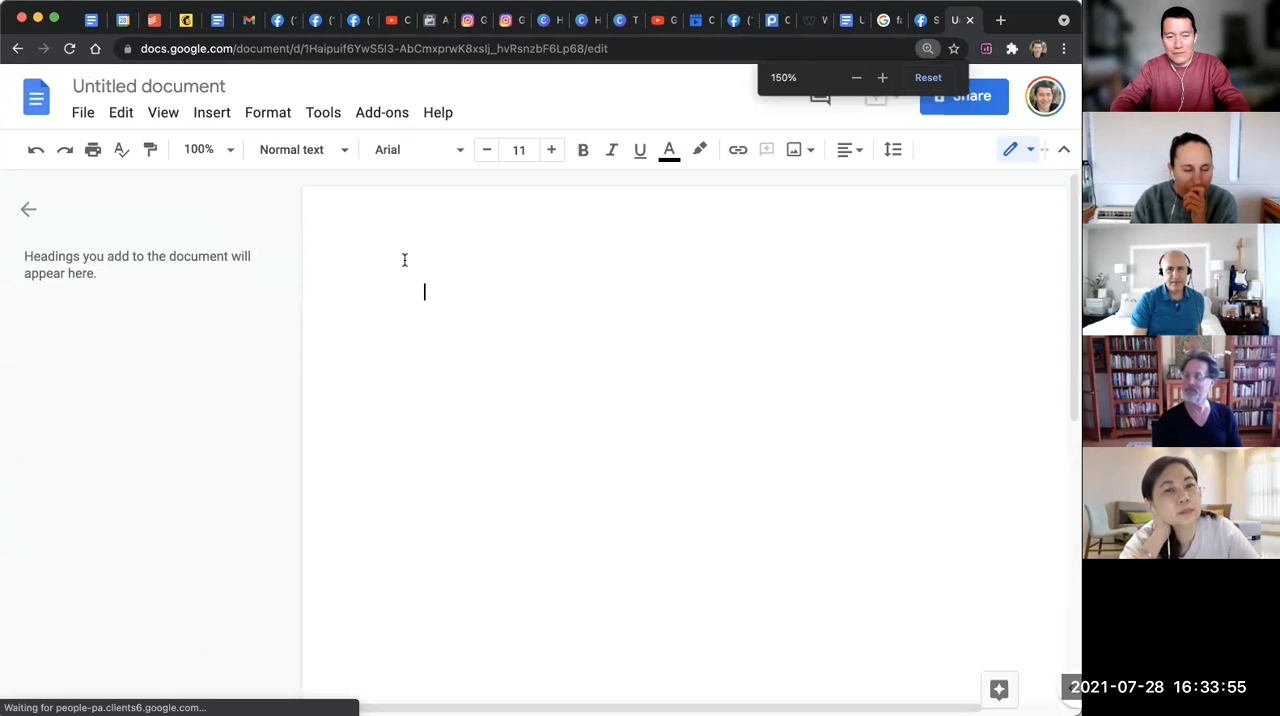 docs.google.com/document/d/1Haipuif6YwS5l3-AbCmxprwK8xslj_hvRsnzbF6Lp68/edit
150%
Reset
Untitled document
Share
File Edit View Insert Format Tools Add-ons Help
100% Normal text Arial 11 B I U A
Headings you add to the document will
appear here.
Waiting for people-pa.clients6.google.com...
2021-07-28 16:33:55